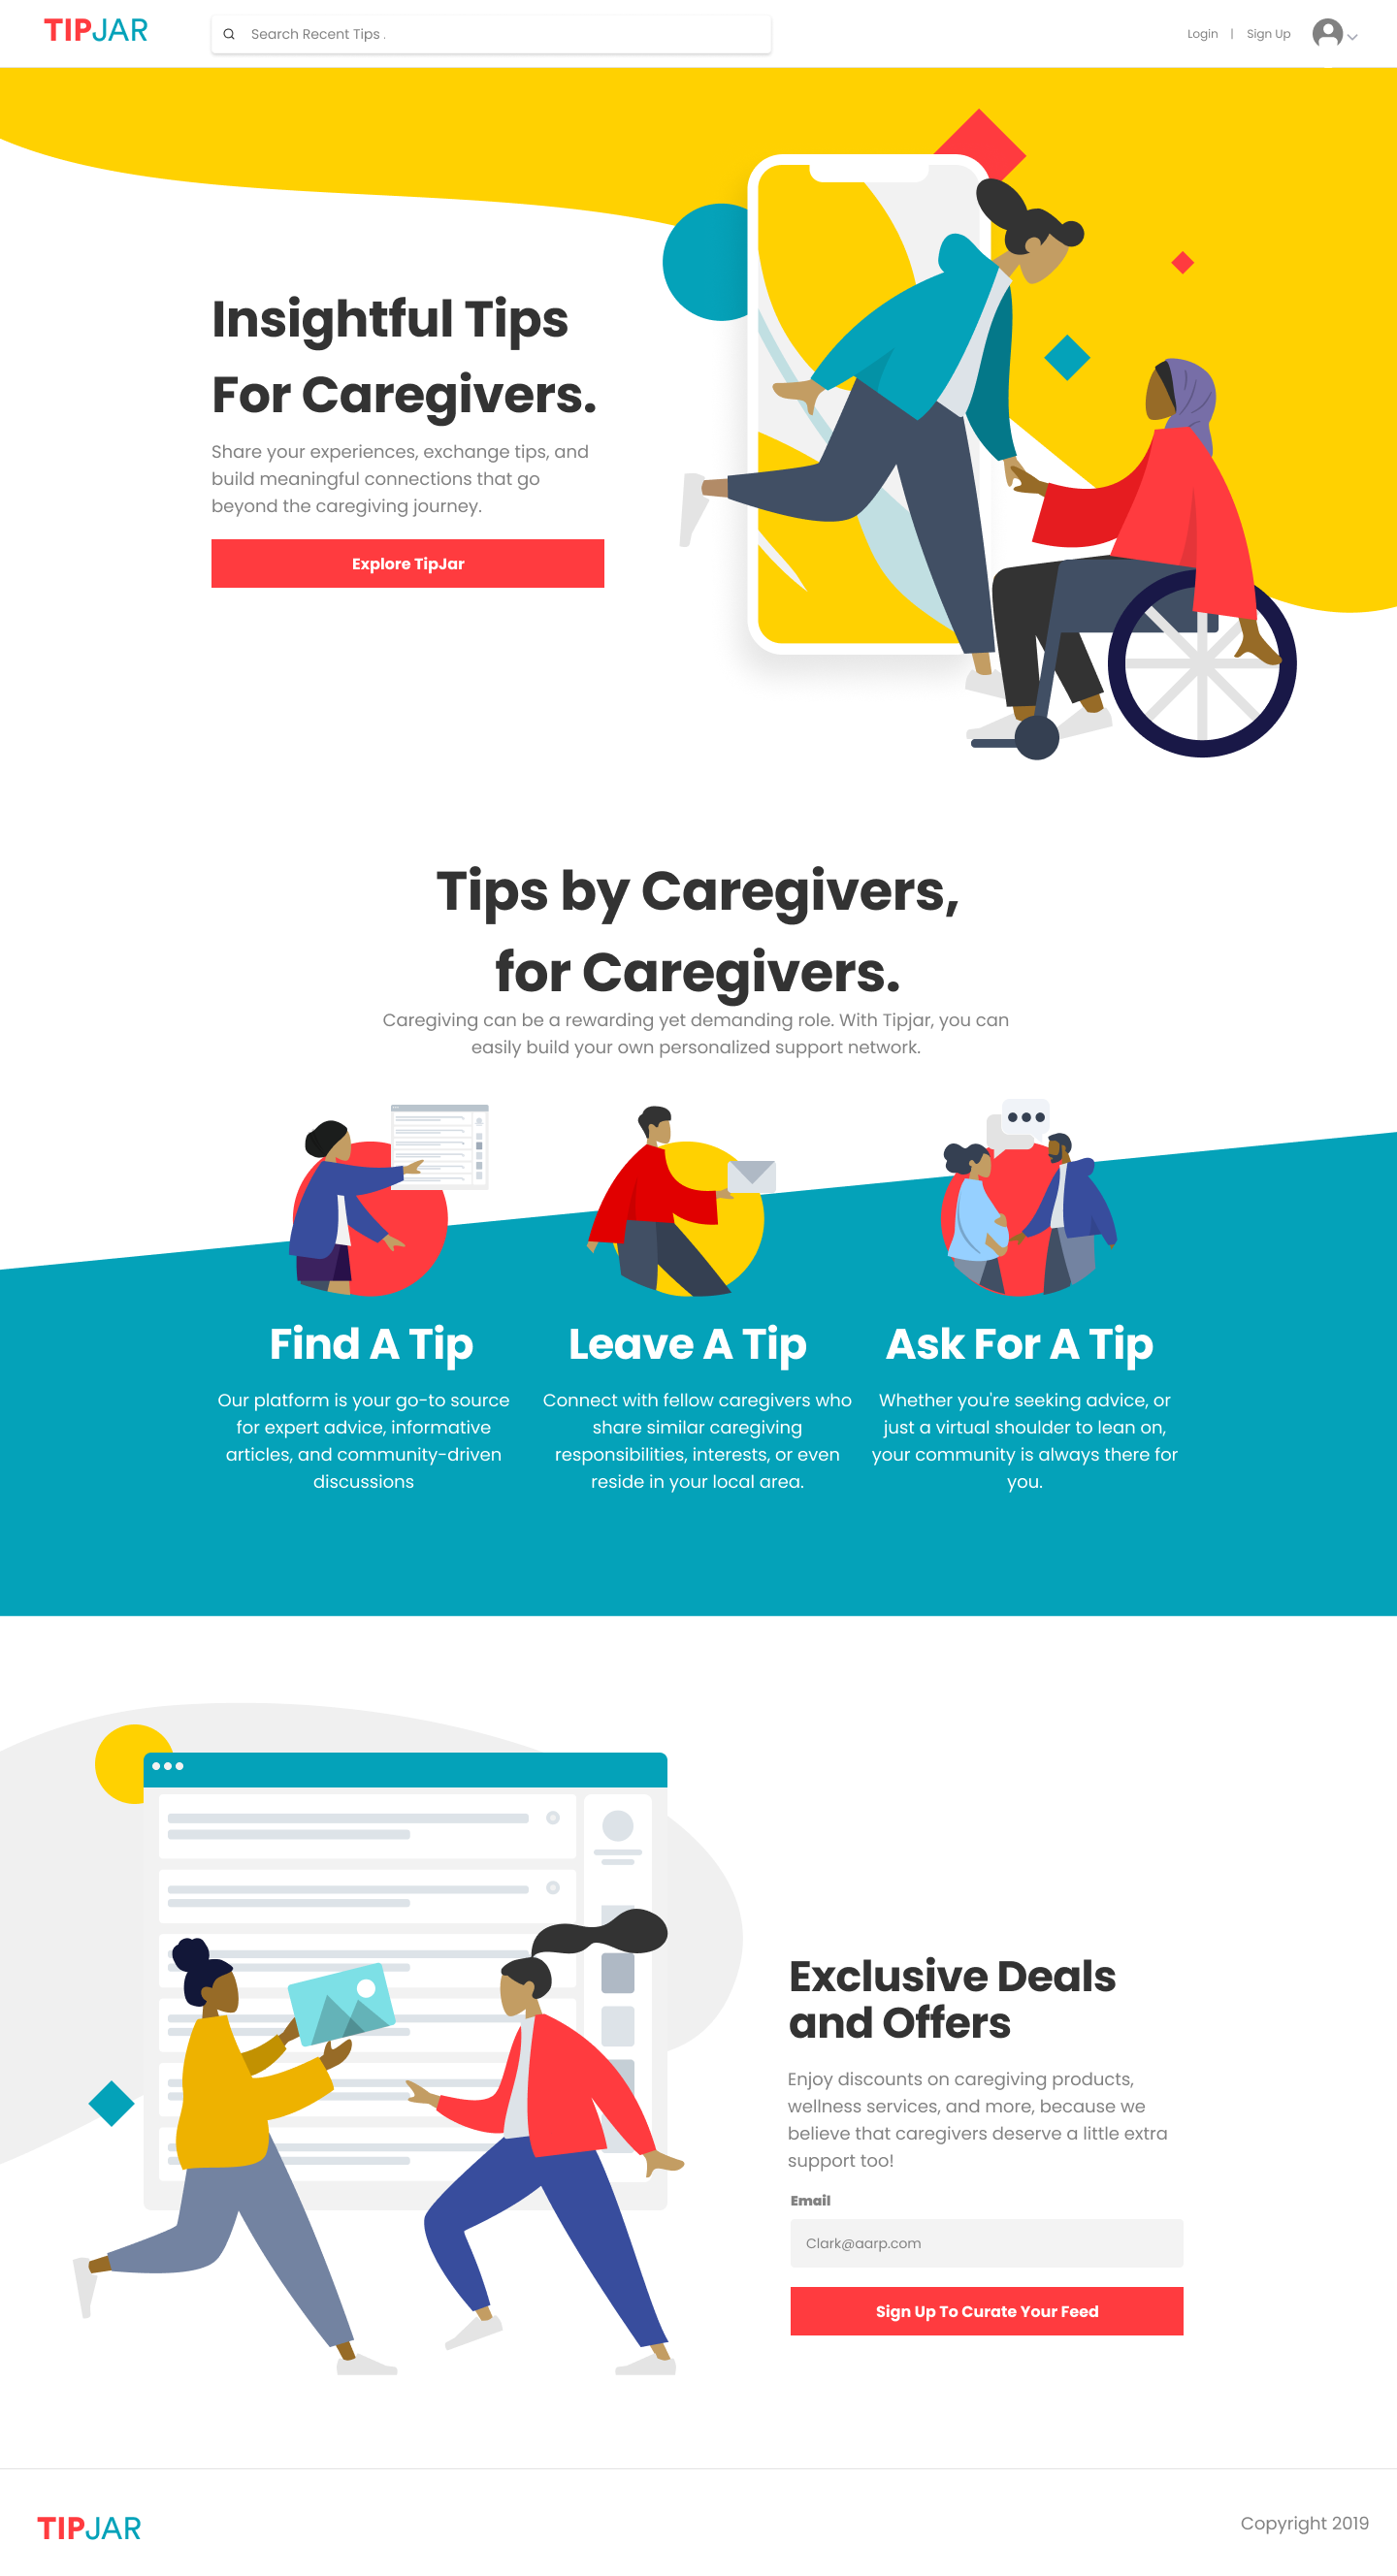 TIPJAR
Search Recent Tips .
Login | Sign Up
Insightful Tips
For Caregivers.
Share your experiences, exchange tips, and
build meaningful connections that go
beyond the caregiving journey.
Explore TipJar
Tips by Caregivers,
for Caregivers.
Caregiving can be a rewarding yet demanding role. With Tipjar, you can
easily build your own personalized support network.
Find A Tip
Our platform is your go-to source
for expert advice, informative
articles, and community-driven
discussions
Leave A Tip
Connect with fellow caregivers who
share similar caregiving
responsibilities, interests, or even
reside in your local area.
Ask For A Tip
Whether you're seeking advice, or
just a virtual shoulder to lean on,
your community is always there for
you.
Exclusive Deals
and Offers
Enjoy discounts on caregiving products,
wellness services, and more, because we
believe that caregivers deserve a little extra
support too!
Email
Clark@aarp.com
Sign Up To Curate Your Feed
TIPJAR
Copyright 2019